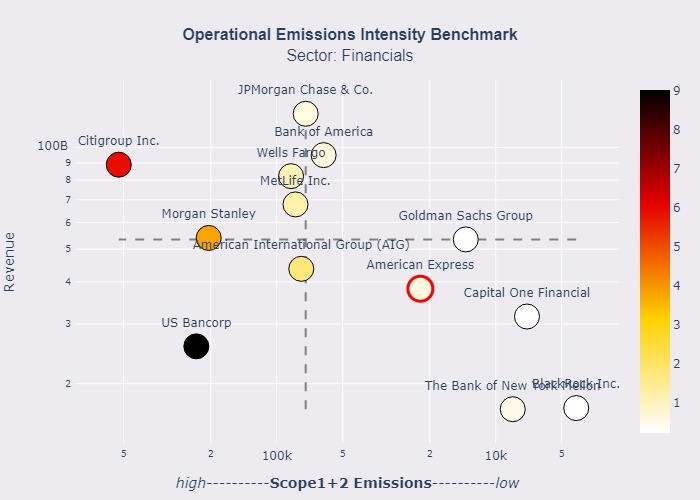 Operational Emissions Intensity Benchmark
Sector: Financials
JPMorgan Chase & Co.
Bank of America
Citigroup Inc.
Wells Fargo
MetLife Inc.
Morgan Stanley
Goldman Sachs Group
American International Group (AIG)
American Express
Capital One Financial
US Bancorp
The Bank of New York Mellon
BlackRock Inc.
Revenue
100B
9
8
7
6
5
4
3
2
5
2
100k
5
2
10k
5
high----------Scope1+2 Emissions----------low
9
8
7
6
5
4
3
2
1